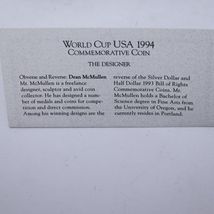 WORLD CUP USA 1994
COMMEMORATIVE COIN
THE DESIGNER
Obverse and Reverse: Dean McMullen
Mr. McMullen is a freelance
designer, sculptor and avid coin
collector. He has designed a num-
ber of medals and coins for compe-
tition and direct commission.
Among his winning designs are the
reverse of the Silver Dollar and
Half Dollar 1993 Bill of Rights
Commemorative Coins. Mr.
McMullen holds a Bachelor of
Science degree in Fine Arts from
the University of Oregon, and he
currently resides in Portland.